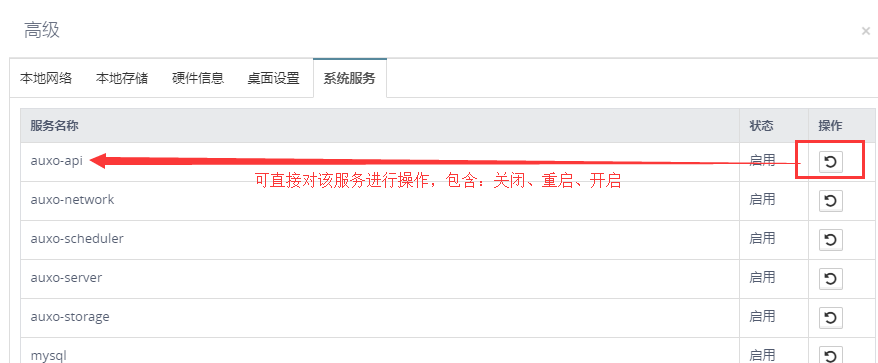 高级
×
本地网络 本地存储 硬件信息 桌面设置 系统服务
服务名称 状态 操作
auxo-api 启用
可直接对该服务进行操作，包含：关闭、重启、开启
auxo-network 启用
auxo-scheduler 启用
auxo-server 启用
auxo-storage 启用
mysql 启用